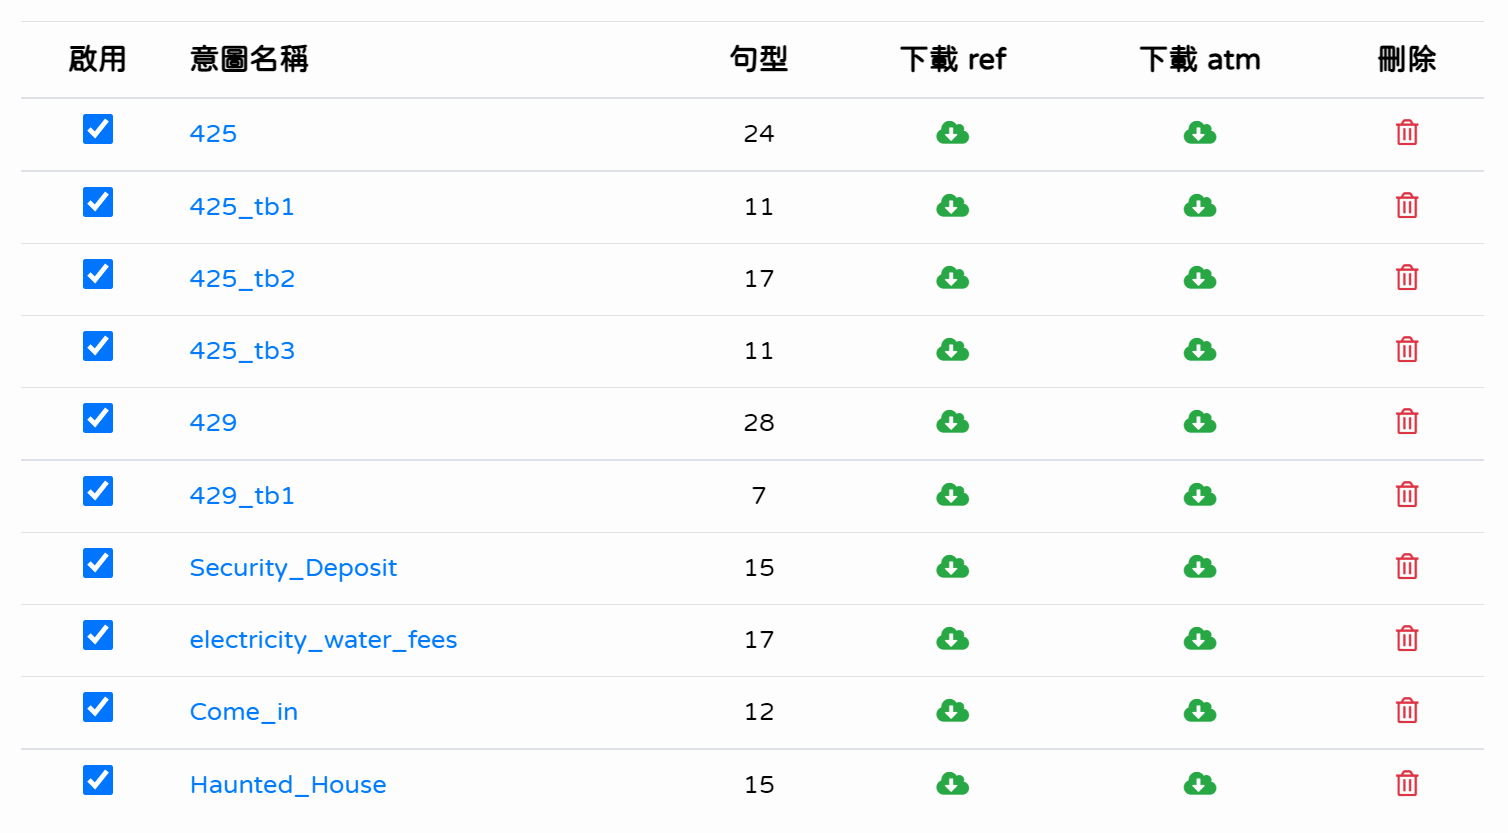 啟用 意圖名稱 句型 下載 ref 下載 atm 刪除
425 24
425_tb1 11
425_tb2 17
425_tb3 11
429 28
429_tb1 7
Security_Deposit 15
electricity_water_fees 17
Come_in 12
Haunted_House 15